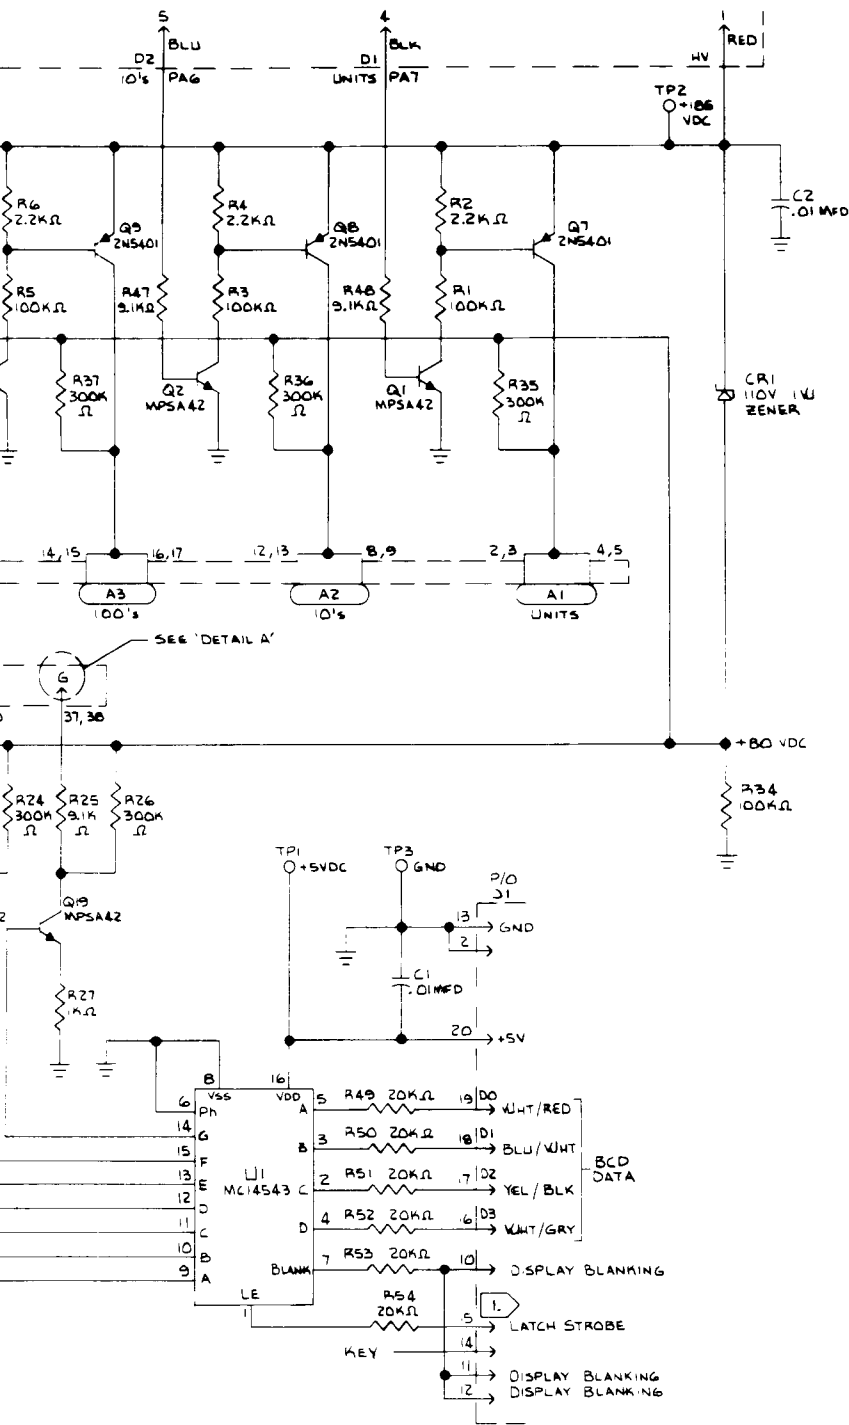 5
BLU
D2
10's
PA6
4
BLK
D1
UNITS
PA7
1
RED
HV
TP2
+186
VDC
R6
2.2KΩ
Q9
2N5401
R4
2.2KΩ
Q8
2N5401
R2
2.2KΩ
Q7
2N5401
C2
.01 MFD
R5
100KΩ
R47
9.1KΩ
R3
100KΩ
R48
9.1KΩ
R1
100KΩ
R37
300K
Ω
Q2
MPSA42
R36
300K
Ω
Q1
MPSA42
R35
300K
Ω
CR1
110V 1W
ZENER
14,15
16,17
12,13
8,9
2,3
4,5
A3
100's
A2
10's
A1
UNITS
SEE 'DETAIL A'
G
37,38
+80 VDC
R24
300K
Ω
R25
9.1K
Ω
R26
300K
Ω
R34
100KΩ
TP1
+5VDC
TP3
GND
P/O
J1
Q19
MPSA42
2
13
GND
2
C1
.01MFD
R27
1KΩ
20
+5V
8
VSS
16
VDD
6
Ph
14
G
15
F
13
E
12
D
11
C
10
B
9
A
U1
MC14543
A
5
R49 20KΩ
19
D0
WHT/RED
B
3
R50 20KΩ
18
D1
BLU/WHT
C
2
R51 20KΩ
17
D2
YEL/BLK
D
4
R52 20KΩ
16
D3
WHT/GRY
BCD
DATA
BLANK
7
R53 20KΩ
10
DISPLAY BLANKING
LE
1
R54
20KΩ
1.
15
LATCH STROBE
KEY
14
11
DISPLAY BLANKING
12
DISPLAY BLANKING